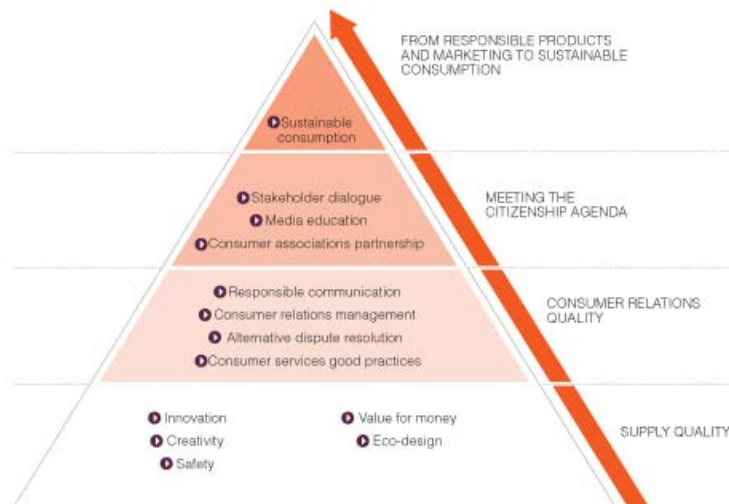 FROM RESPONSIBLE PRODUCTS
AND MARKETING TO SUSTAINABLE
CONSUMPTION
Sustainable
consumption
Stakeholder dialogue
Media education
Consumer associations partnership
MEETING THE
CITIZENSHIP AGENDA
Responsible communication
Consumer relations management
Alternative dispute resolution
Consumer services good practices
CONSUMER RELATIONS
QUALITY
Innovation
Creativity
Safety
Value for money
Eco-design
SUPPLY QUALITY